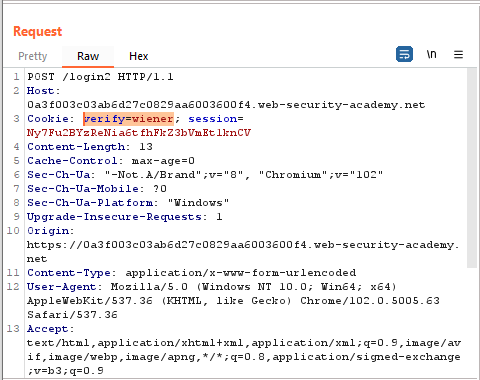 Request
Pretty Raw Hex \n
1 POST /login2 HTTP/1.1
2 Host:
0a3f003c03ab6d27c0829aa6003600f4.web-security-academy.net
3 Cookie: verify=wiener; session=
Ny7Fu2BYzReNia6tfhFkZ3bVmEt1knCV
4 Content-Length: 13
5 Cache-Control: max-age=0
6 Sec-Ch-Ua: "-Not.A/Brand";v="8", "Chromium";v="102"
7 Sec-Ch-Ua-Mobile: ?0
8 Sec-Ch-Ua-Platform: "Windows"
9 Upgrade-Insecure-Requests: 1
10 Origin:
https://0a3f003c03ab6d27c0829aa6003600f4.web-security-academy.
net
11 Content-Type: application/x-www-form-urlencoded
12 User-Agent: Mozilla/5.0 (Windows NT 10.0; Win64; x64)
AppleWebKit/537.36 (KHTML, like Gecko) Chrome/102.0.5005.63
Safari/537.36
13 Accept:
text/html,application/xhtml+xml,application/xml;q=0.9,image/av
if,image/webp,image/apng,*/*;q=0.8,application/signed-exchange
;v=b3;q=0.9